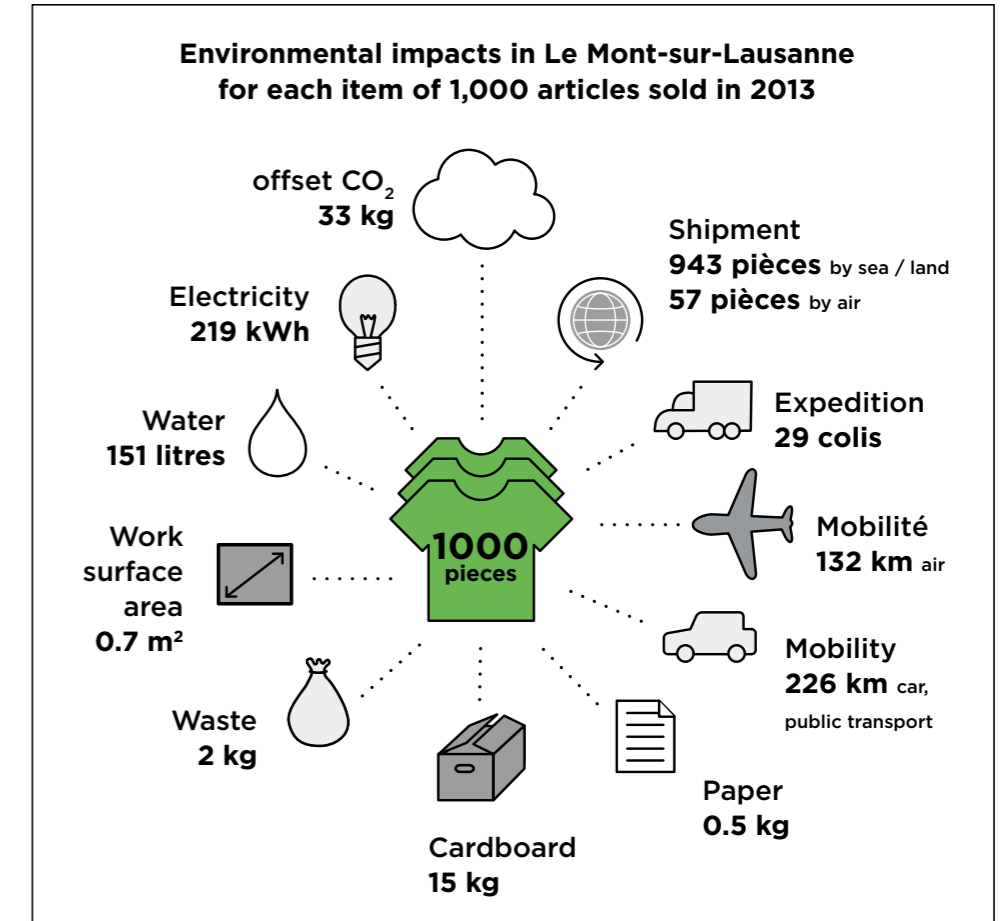 Environmental impacts in Le Mont-sur-Lausanne
for each item of 1,000 articles sold in 2013
offset CO₂
33 kg
Shipment
943 pièces by sea / land
57 pièces by air
Electricity
219 kWh
Expedition
29 colis
Water
151 litres
Mobilité
132 km air
Work
surface
area
0.7 m²
1000
pieces
Mobility
226 km car,
public transport
Waste
2 kg
Paper
0.5 kg
Cardboard
15 kg